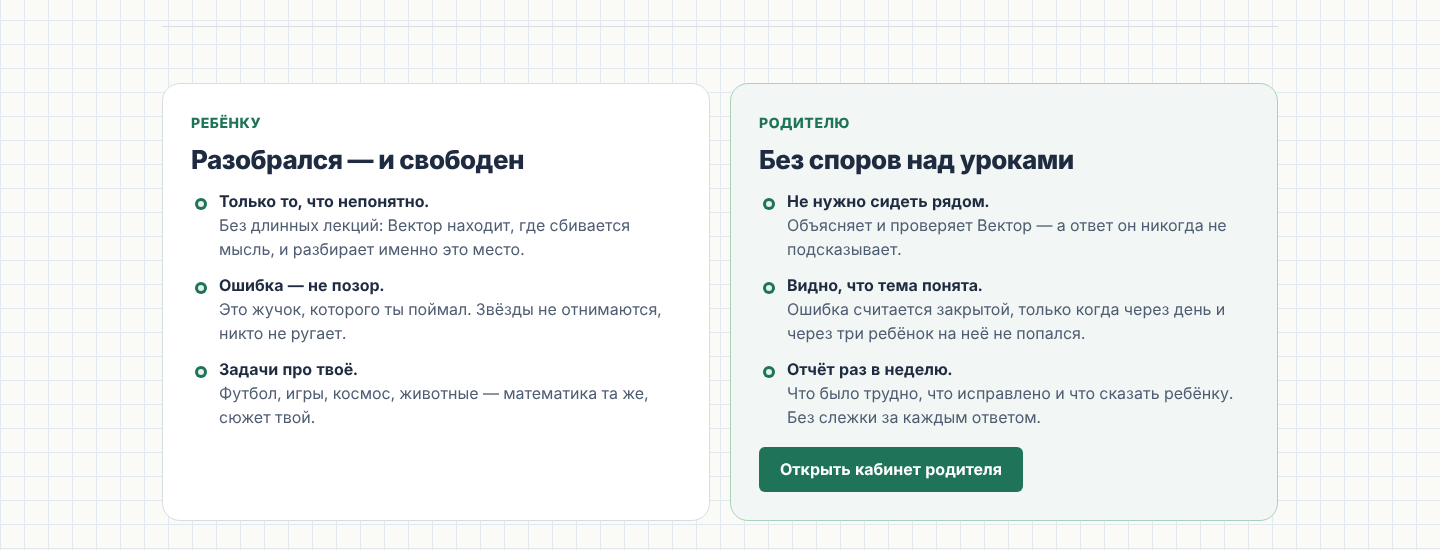 РЕБЁНКУ
Разобрался — и свободен
Только то, что непонятно.
Без длинных лекций: Вектор находит, где сбивается
мысль, и разбирает именно это место.
Ошибка — не позор.
Это жучок, которого ты поймал. Звёзды не отнимаются,
никто не ругает.
Задачи про твоё.
Футбол, игры, космос, животные — математика та же,
сюжет твой.
РОДИТЕЛЮ
Без споров над уроками
Не нужно сидеть рядом.
Объясняет и проверяет Вектор — а ответ он никогда не
подсказывает.
Видно, что тема понята.
Ошибка считается закрытой, только когда через день и
через три ребёнок на неё не попался.
Отчёт раз в неделю.
Что было трудно, что исправлено и что сказать ребёнку.
Без слежки за каждым ответом.
Открыть кабинет родителя